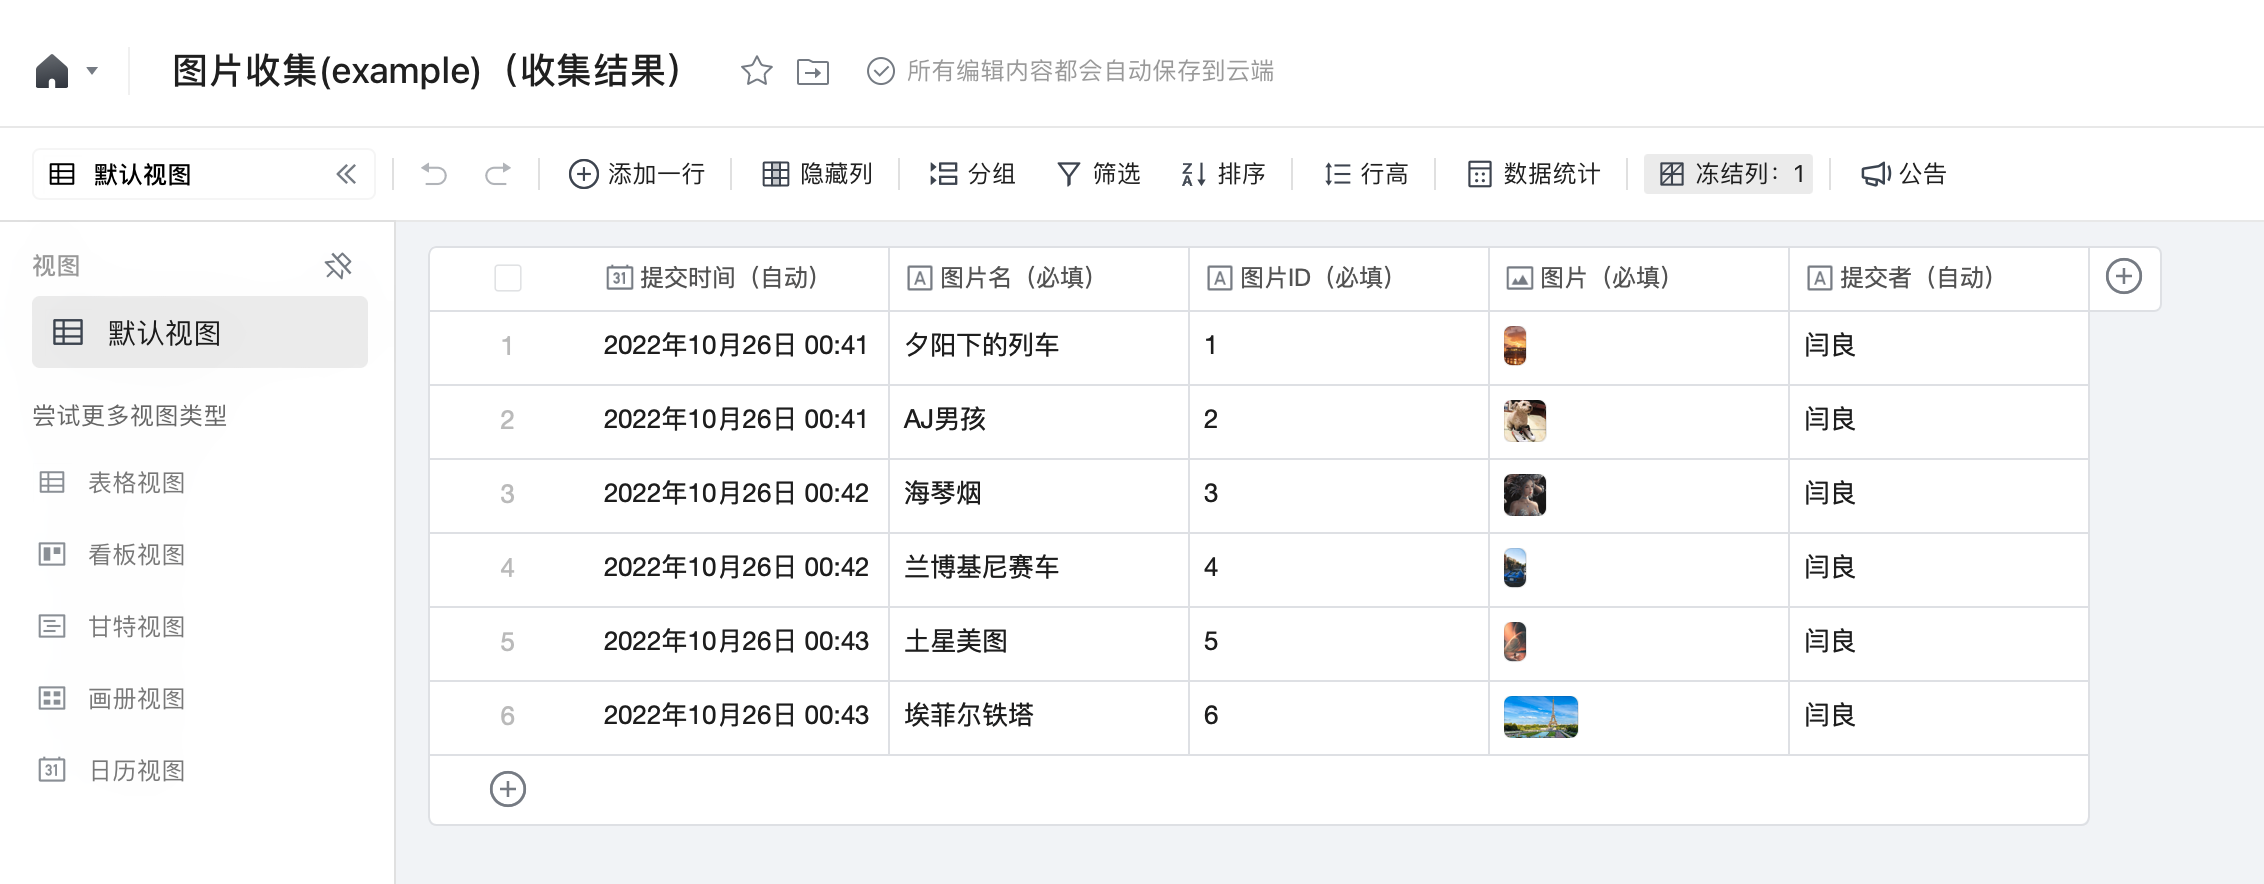 图片收集(example)（收集结果） 所有编辑内容都会自动保存到云端
默认视图 添加一行 隐藏列 分组 筛选 排序 行高 数据统计 冻结列：1 公告
视图
默认视图
尝试更多视图类型
表格视图
看板视图
甘特视图
画册视图
31 日历视图
31 提交时间（自动） A 图片名（必填） A 图片ID（必填） 图片（必填） A 提交者（自动）
1 2022年10月26日 00:41 夕阳下的列车 1 闫良
2 2022年10月26日 00:41 AJ男孩 2 闫良
3 2022年10月26日 00:42 海琴烟 3 闫良
4 2022年10月26日 00:42 兰博基尼赛车 4 闫良
5 2022年10月26日 00:43 土星美图 5 闫良
6 2022年10月26日 00:43 埃菲尔铁塔 6 闫良